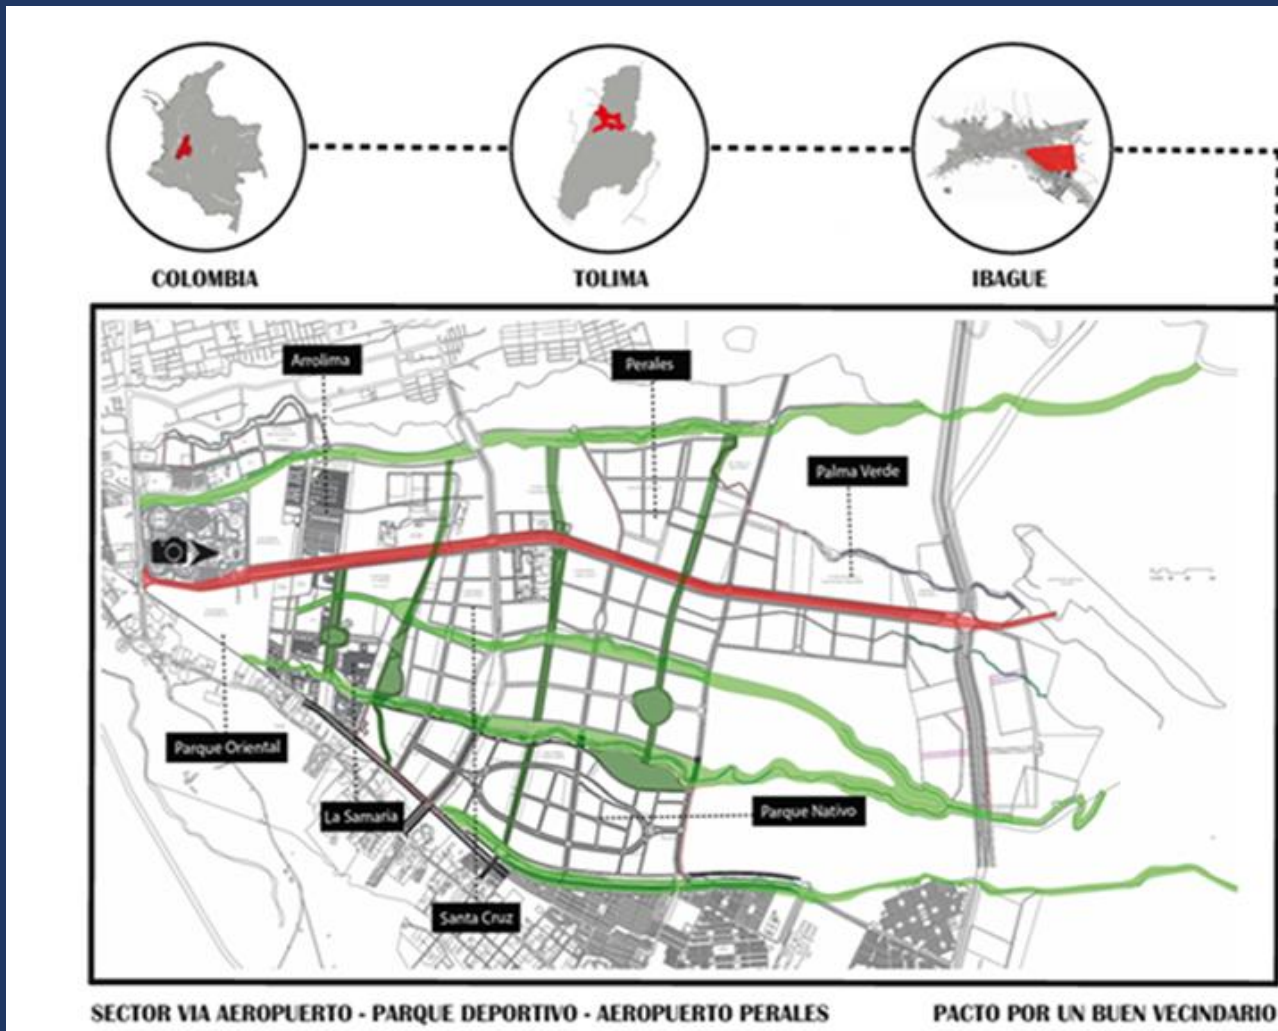 COLOMBIA
TOLIMA
IBAGUE
Arrolima
Perales
Palma Verde
Parque Oriental
La Samaria
Parque Nativo
Santa Cruz
SECTOR VIA AEROPUERTO - PARQUE DEPORTIVO - AEROPUERTO PERALES
PACTO POR UN BUEN VECINDARIO